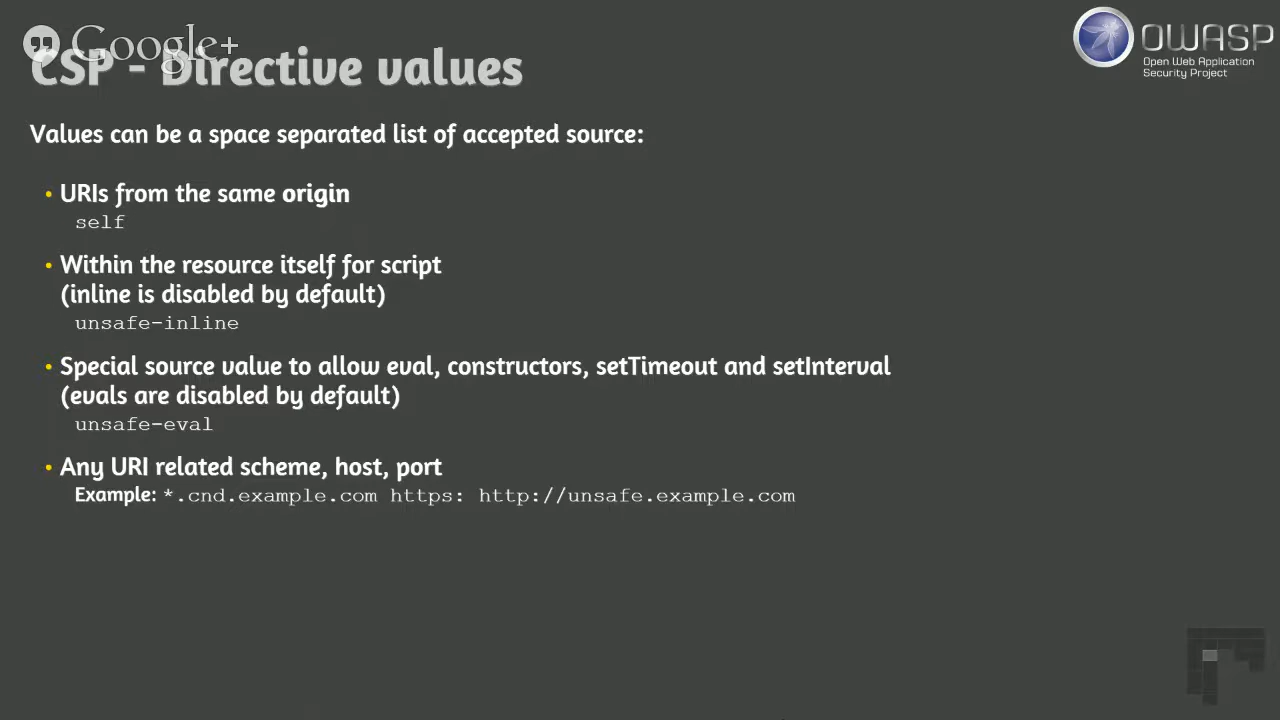 Google+
CSP - Directive values
OWASP
Open Web Application
Security Project
Values can be a space separated list of accepted source:
• URIs from the same origin
self
• Within the resource itself for script
(inline is disabled by default)
unsafe-inline
• Special source value to allow eval, constructors, setTimeout and setInterval
(evals are disabled by default)
unsafe-eval
• Any URI related scheme, host, port
Example: *.cnd.example.com https: http://unsafe.example.com